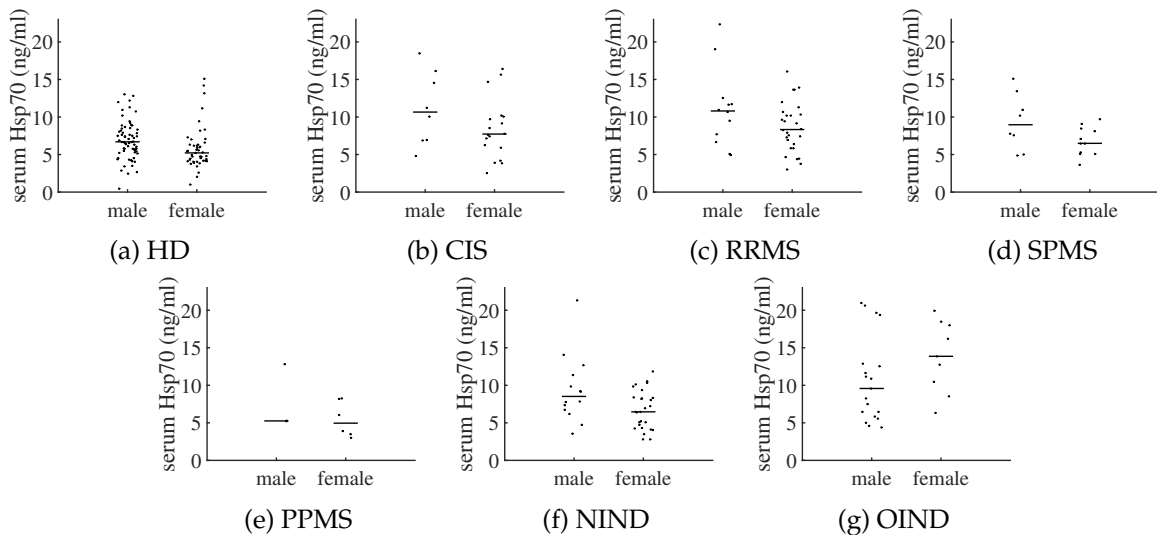 serum Hsp70 (ng/ml)
20
15
10
5
0
male female
(a) HD
serum Hsp70 (ng/ml)
20
15
10
5
0
male female
(b) CIS
serum Hsp70 (ng/ml)
20
15
10
5
0
male female
(c) RRMS
serum Hsp70 (ng/ml)
20
15
10
5
0
male female
(d) SPMS
serum Hsp70 (ng/ml)
20
15
10
5
0
male female
(e) PPMS
serum Hsp70 (ng/ml)
20
15
10
5
0
male female
(f) NIND
serum Hsp70 (ng/ml)
20
15
10
5
0
male female
(g) OIND